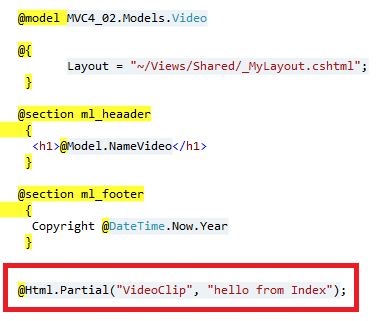 @model MVC4_02.Models.Video
@{
Layout = "~/Views/Shared/_MyLayout.cshtml";
}
@section ml_heaader
{
<h1>@Model.NameVideo</h1>
}
@section ml_footer
{
Copyright @DateTime.Now.Year
}
@Html.Partial("VideoClip", "hello from Index");